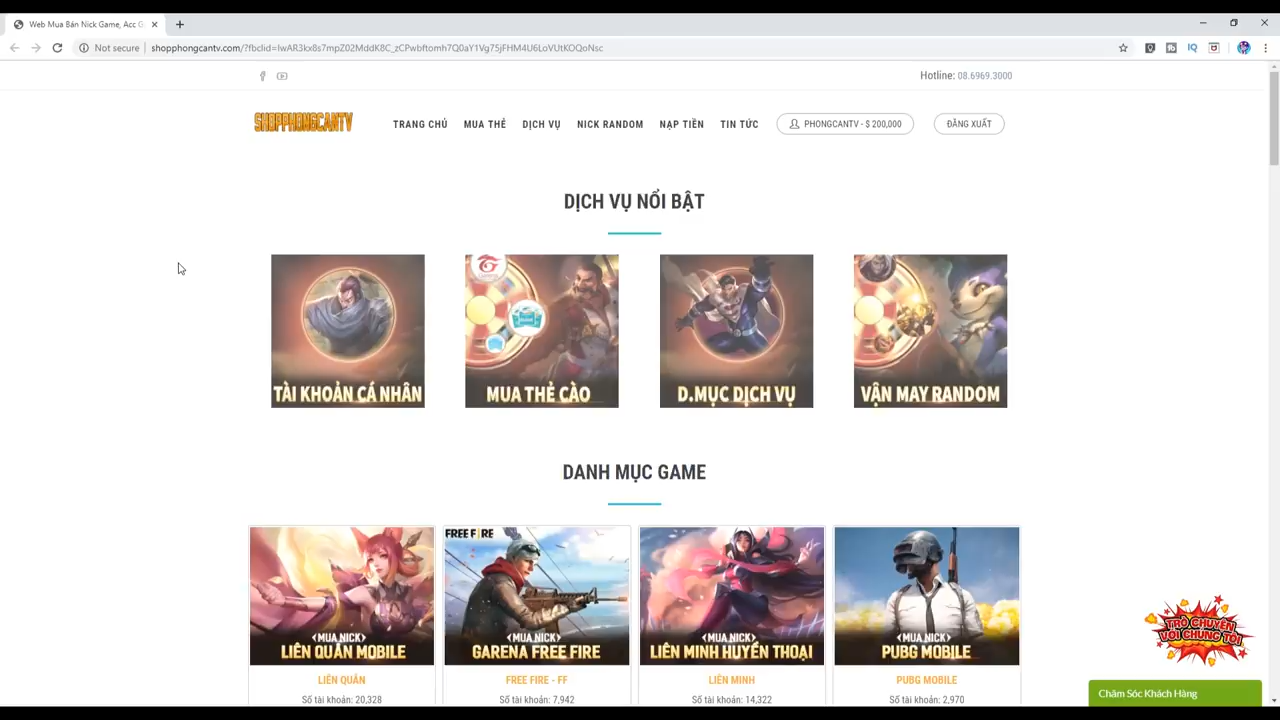 Web Mua Bán Nick Game, Acc G
Not secure
shopphongcantv.com/?fbclid=IwAR3kx8s7mpZ02MddK8C_zCPwbftomh7Q0aY1Vg75jFHM4U6LoVUtKOQoNsc
IQ
Hotline: 08.6969.3000
SHOPPHONGCANTV
TRANG CHỦ
MUA THẺ
DỊCH VỤ
NICK RANDOM
NẠP TIỀN
TIN TỨC
PHONGCANTV - $ 200,000
ĐĂNG XUẤT
DỊCH VỤ NỔI BẬT
Garena
TÀI KHOẢN CÁ NHÂN
MUA THẺ CÀO
D.MỤC DỊCH VỤ
VẬN MAY RANDOM
DANH MỤC GAME
FREE FIRE
MUA NICK
LIÊN QUÂN MOBILE
MUA NICK
GARENA FREE FIRE
MUA NICK
LIÊN MINH HUYỀN THOẠI
MUA NICK
PUBG MOBILE
LIÊN QUÂN
FREE FIRE - FF
LIÊN MINH
PUBG MOBILE
Số tài khoản: 20,328
Số tài khoản: 7,942
Số tài khoản: 14,322
Số tài khoản: 2,970
TRÒ CHUYỆN
VỚI CHÚNG TÔI
Chăm Sóc Khách Hàng